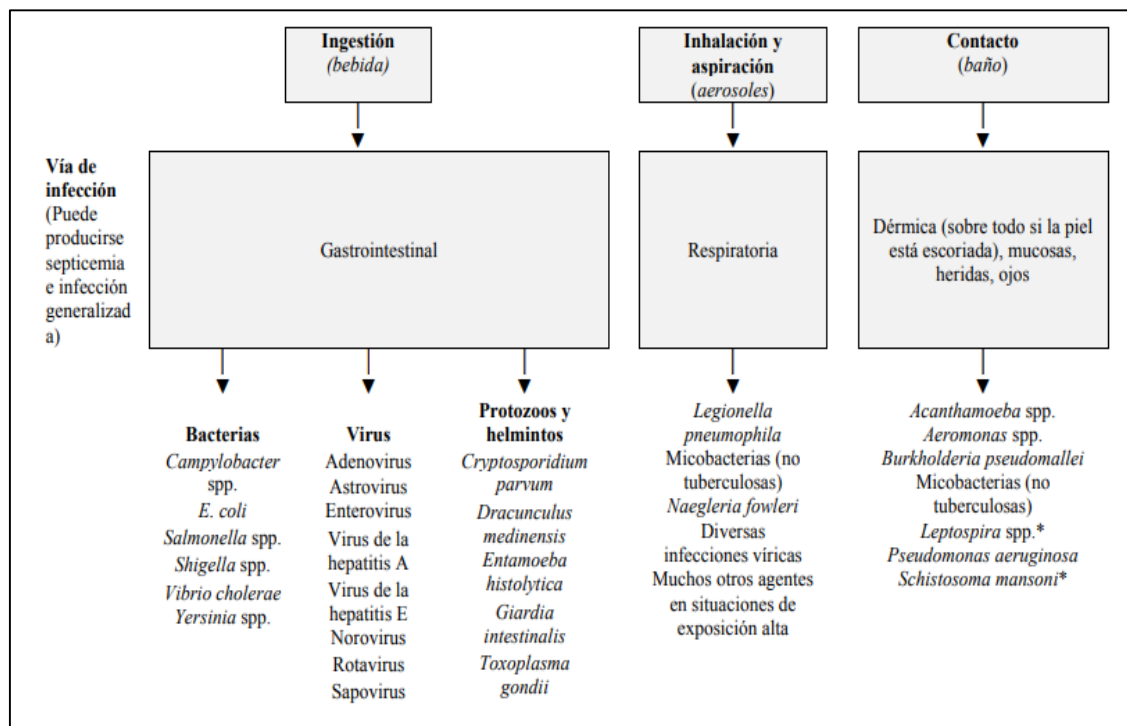 Ingestión
(bebida)
Inhalación y
aspiración
(aerosoles)
Contacto
(baño)
Vía de
infección
(Puede
producirse
septicemia
e infección
generalizad
a)
Gastrointestinal
Respiratoria
Dérmica (sobre todo si la piel
está escoriada), mucosas,
heridas, ojos
Bacterias
Campylobacter
spp.
E. coli
Salmonella spp.
Shigella spp.
Vibrio cholerae
Yersinia spp.
Virus
Adenovirus
Astrovirus
Enterovirus
Virus de la
hepatitis A
Virus de la
hepatitis E
Norovirus
Rotavirus
Sapovirus
Protozoos y
helmintos
Cryptosporidium
parvum
Dracunculus
medinensis
Entamoeba
histolytica
Giardia
intestinalis
Toxoplasma
gondii
Legionella
pneumophila
Micobacterias (no
tuberculosas)
Naegleria fowleri
Diversas
infecciones víricas
Muchos otros agentes
en situaciones de
exposición alta
Acanthamoeba spp.
Aeromonas spp.
Burkholderia pseudomallei
Micobacterias (no
tuberculosas)
Leptospira spp.*
Pseudomonas aeruginosa
Schistosoma mansoni*